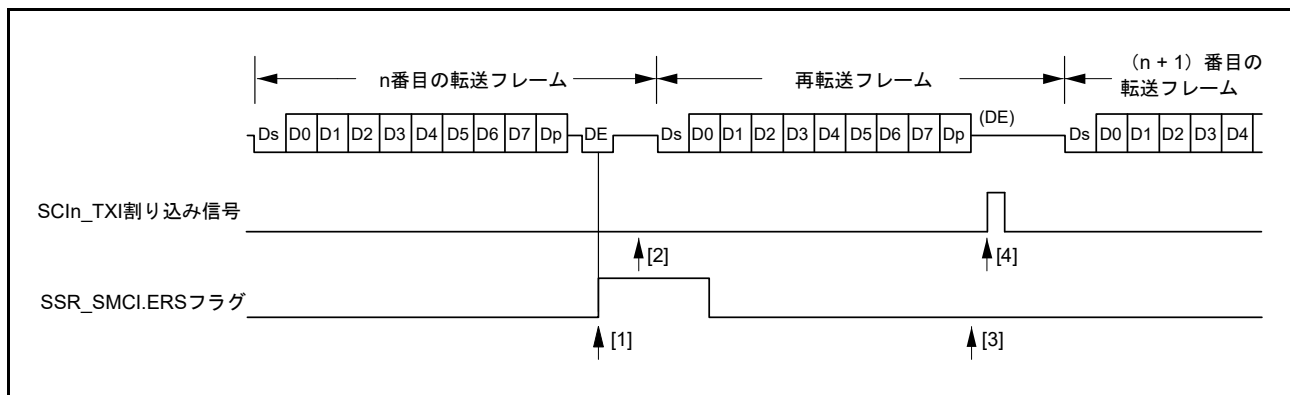 n番目の転送フレーム
再転送フレーム
（n + 1）番目の
転送フレーム
Ds D0 D1 D2 D3 D4 D5 D6 D7 Dp DE
Ds D0 D1 D2 D3 D4 D5 D6 D7 Dp (DE)
Ds D0 D1 D2 D3 D4
SCIn_TXI割り込み信号
[2]
[4]
SSR_SMCI.ERSフラグ
[1]
[3]